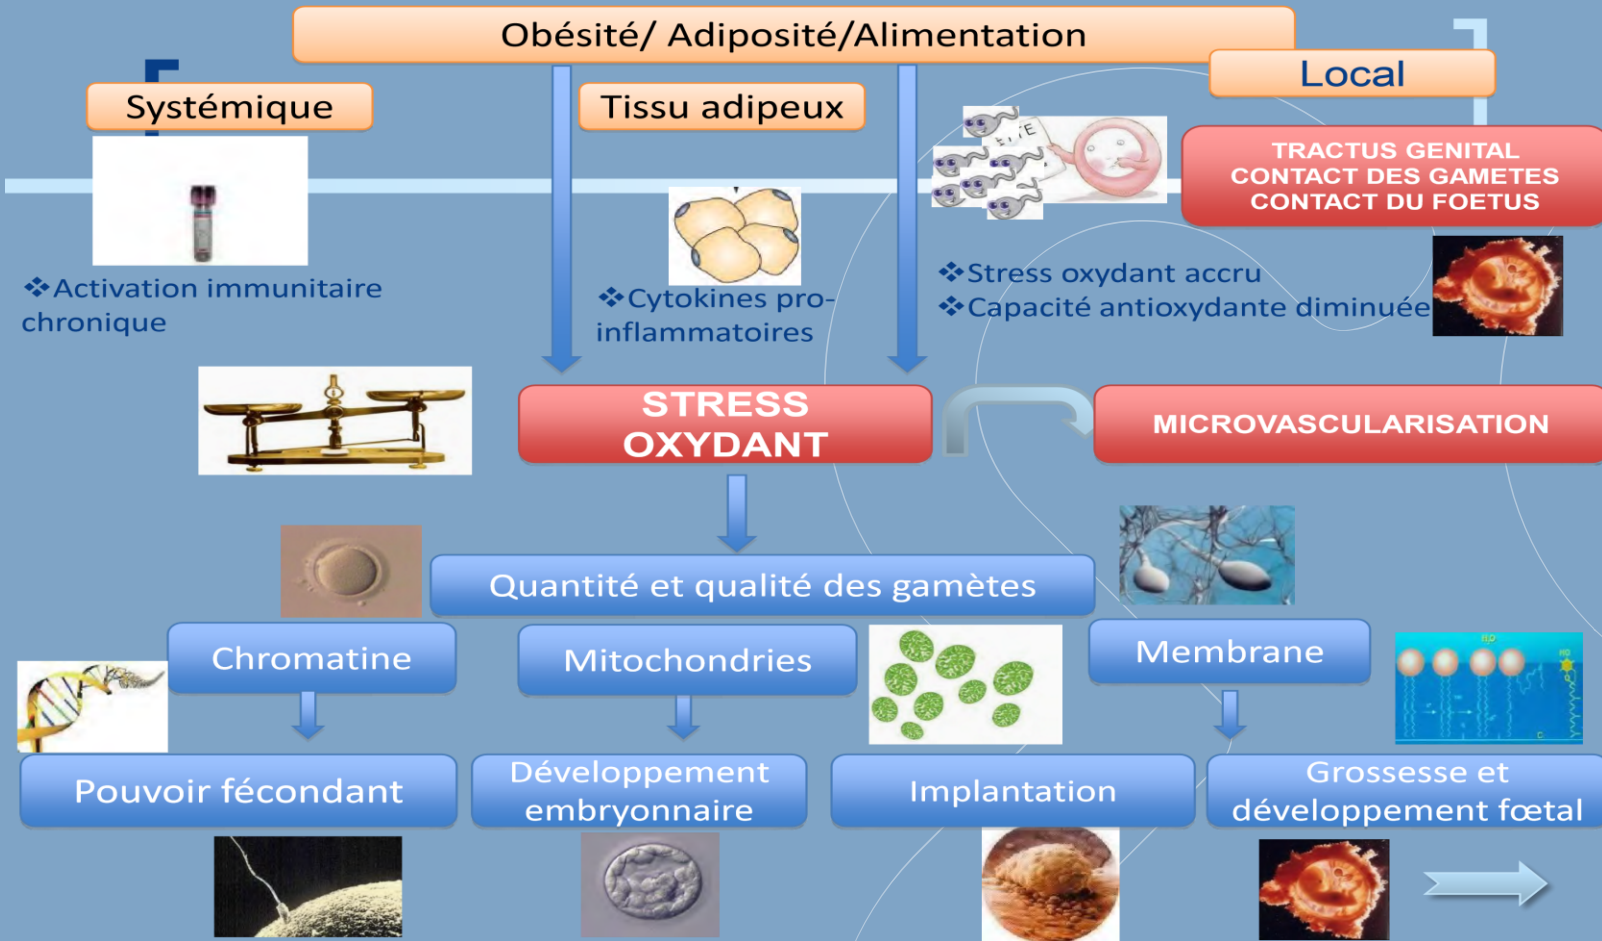 Obésité/ Adiposité/Alimentation
Local
Systémique
Tissu adipeux
TRACTUS GENITAL
CONTACT DES GAMETES
CONTACT DU FOETUS
❖Activation immunitaire
chronique
❖Cytokines pro-
inflammatoires
❖Stress oxydant accru
❖Capacité antioxydante diminuée
STRESS
OXYDANT
MICROVASCULARISATION
Quantité et qualité des gamètes
Chromatine
Mitochondries
Membrane
Pouvoir fécondant
Développement
embryonnaire
Implantation
Grossesse et
développement fœtal